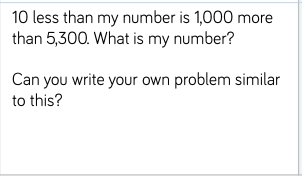 10 less than my number is 1,000 more
than 5,300. What is my number?
Can you write your own problem similar
to this?